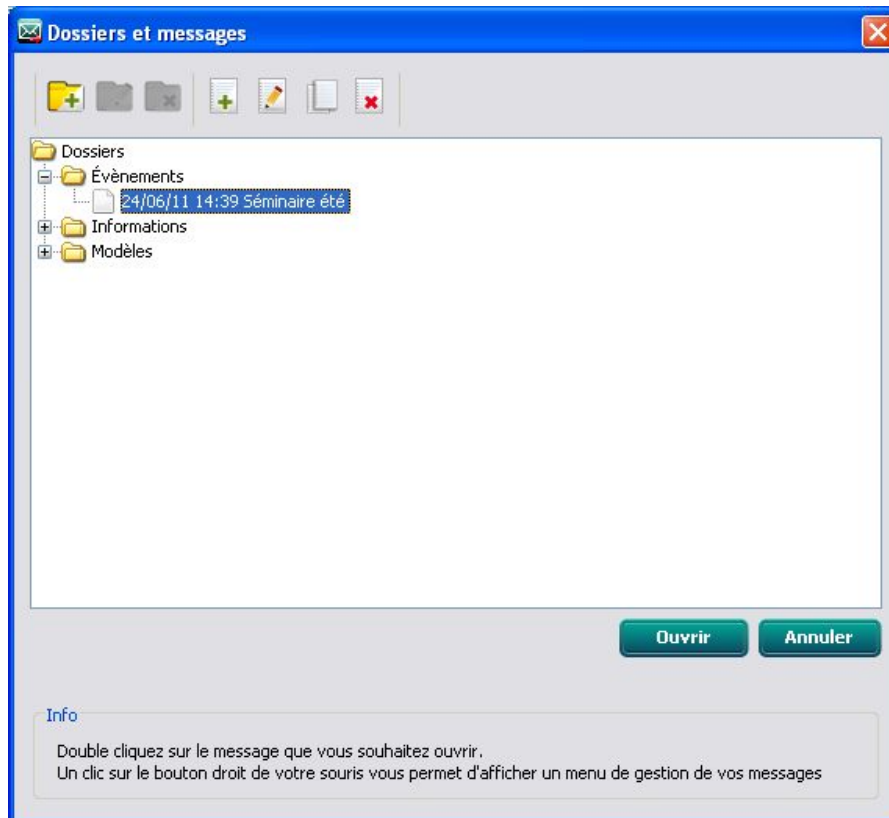 Dossiers et messages
Dossiers
Évènements
24/06/11 14:39 Séminaire été
Informations
Modèles
Ouvrir Annuler
Info
Double cliquez sur le message que vous souhaitez ouvrir.
Un clic sur le bouton droit de votre souris vous permet d'afficher un menu de gestion de vos messages